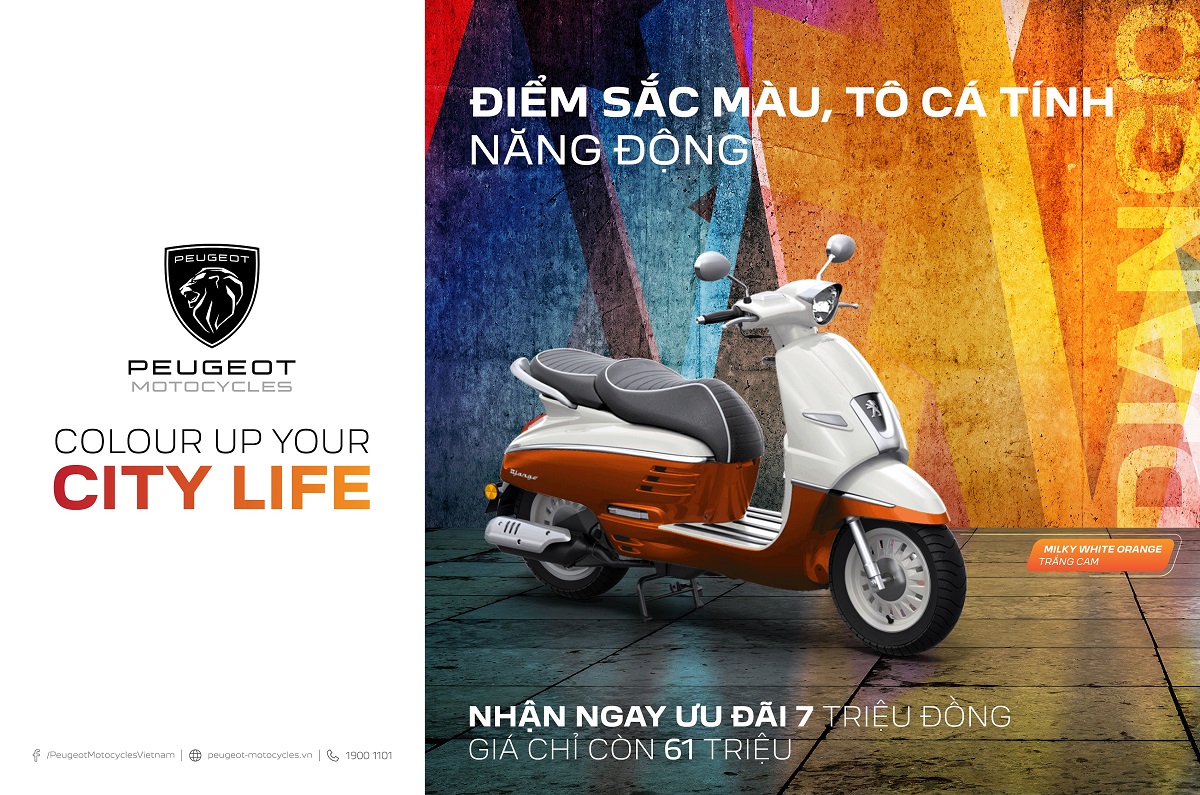 PEUGEOT
PEUGEOT
MOTOCYCLES
COLOUR UP YOUR
CITY LIFE
/PeugeotMotocyclesVietnam | peugeot-motocycles.vn | 1900 1101
ĐIỂM SẮC MÀU, TÔ CÁ TÍNH
NĂNG ĐỘNG
DJANGO
Django
MILKY WHITE ORANGE
TRẮNG CAM
NHẬN NGAY ƯU ĐÃI 7 TRIỆU ĐỒNG
GIÁ CHỈ CÒN 61 TRIỆU